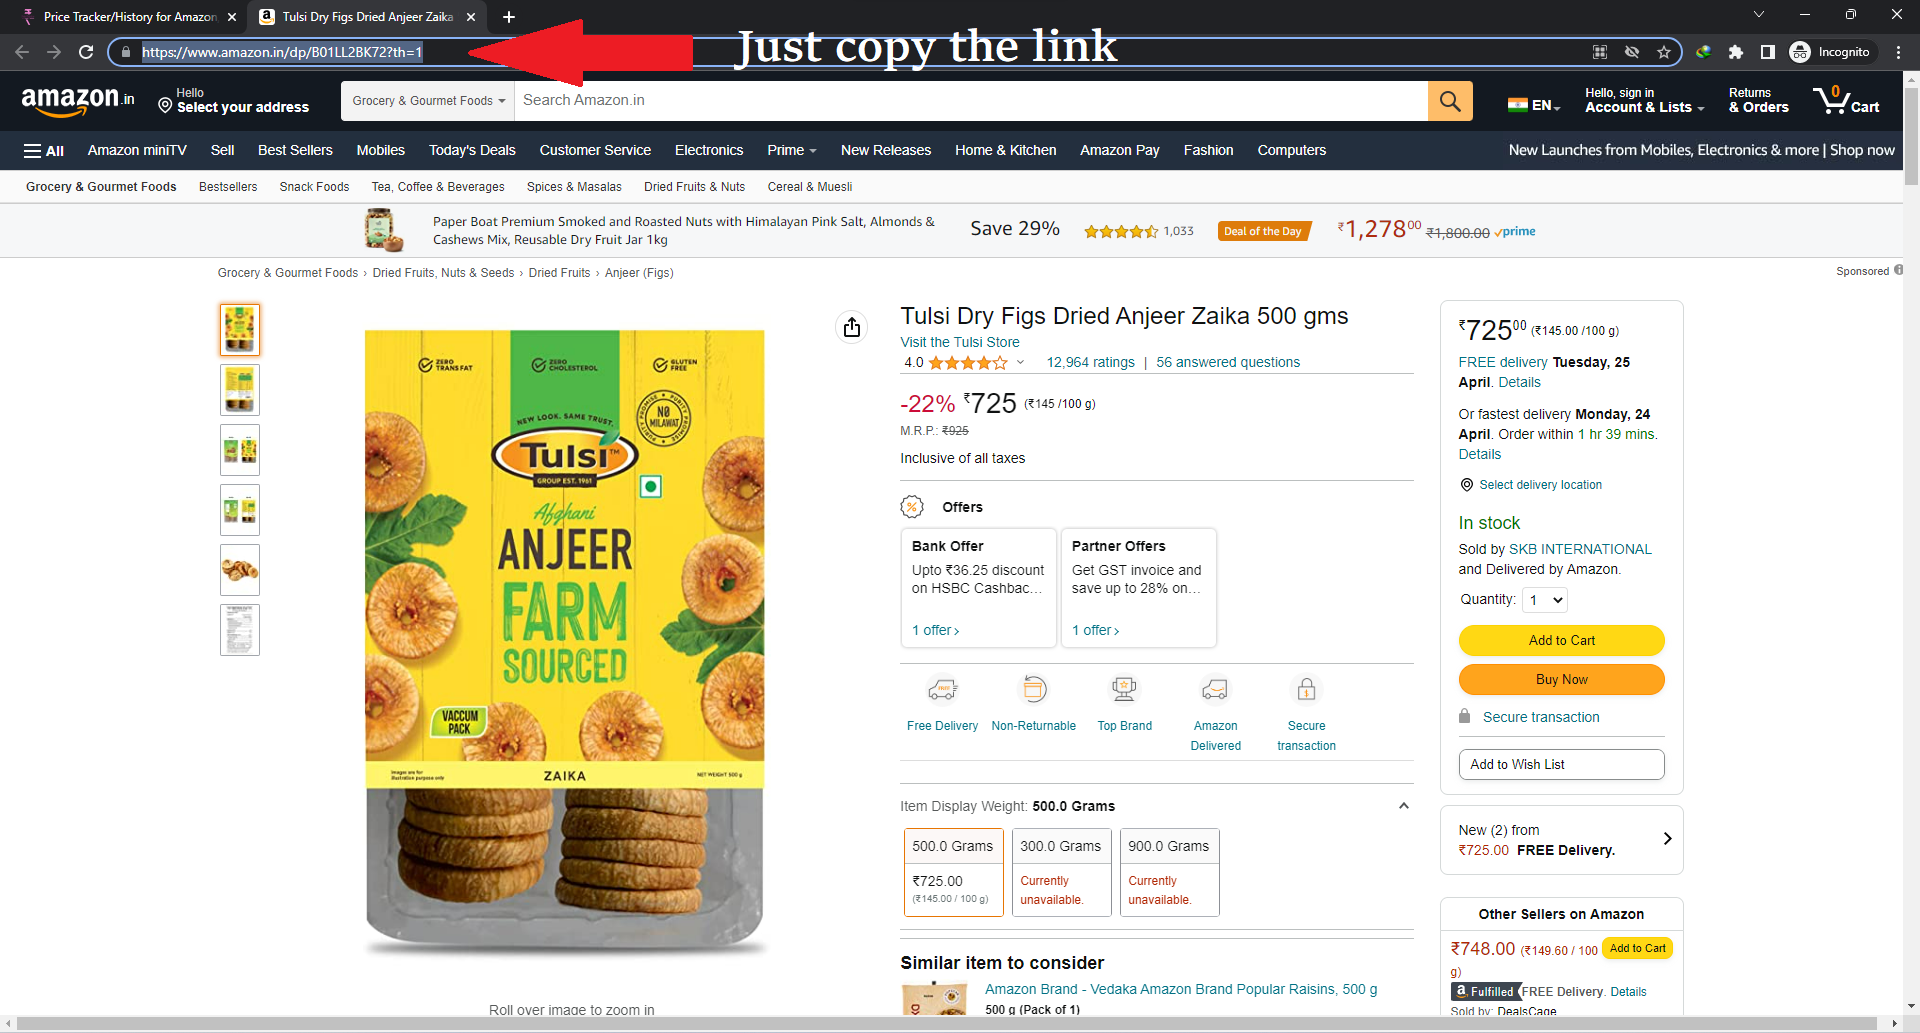 Price Tracker/History for Amazon
Tulsi Dry Figs Dried Anjeer Zaika
https://www.amazon.in/dp/B01LL2BK72?th=1
Just copy the link
Incognito
amazon.in
Hello
Select your address
Grocery & Gourmet Foods
Search Amazon.in
EN
Hello, sign in
Account & Lists
Returns
& Orders
0
Cart
All
Amazon miniTV
Sell
Best Sellers
Mobiles
Today's Deals
Customer Service
Electronics
Prime
New Releases
Home & Kitchen
Amazon Pay
Fashion
Computers
New Launches from Mobiles, Electronics & more | Shop now
Grocery & Gourmet Foods
Bestsellers
Snack Foods
Tea, Coffee & Beverages
Spices & Masalas
Dried Fruits & Nuts
Cereal & Muesli
Paper Boat Premium Smoked and Roasted Nuts with Himalayan Pink Salt, Almonds &
Cashews Mix, Reusable Dry Fruit Jar 1kg
Save 29%
1,033
Deal of the Day
₹1,27800
₹1,800.00
prime
Grocery & Gourmet Foods › Dried Fruits, Nuts & Seeds › Dried Fruits › Anjeer (Figs)
Sponsored
ZERO
TRANS FAT
ZERO
CHOLESTEROL
GLUTEN
FREE
NEW LOOK. SAME TRUST.
PURITY PROMISE
NO
MILAWAT
Tulsi™
GROUP EST. 1961
Afghani
ANJEER
FARM
SOURCED
VACCUM
PACK
Images are for
illustration purpose only
ZAIKA
NET WEIGHT 500 g
Roll over image to zoom in
Tulsi Dry Figs Dried Anjeer Zaika 500 gms
Visit the Tulsi Store
4.0
12,964 ratings | 56 answered questions
-22% ₹725 (₹145 /100 g)
M.R.P.: ₹925
Inclusive of all taxes
Offers
Bank Offer
Upto ₹36.25 discount
on HSBC Cashbac...
1 offer ›
Partner Offers
Get GST invoice and
save up to 28% on...
1 offer ›
Free Delivery
Non-Returnable
Top Brand
Amazon
Delivered
Secure
transaction
Item Display Weight: 500.0 Grams
500.0 Grams
₹725.00
(₹145.00 / 100 g)
300.0 Grams
Currently
unavailable.
900.0 Grams
Currently
unavailable.
Similar item to consider
Amazon Brand - Vedaka Amazon Brand Popular Raisins, 500 g
500 g (Pack of 1)
₹72500 (₹145.00 /100 g)
FREE delivery Tuesday, 25
April. Details
Or fastest delivery Monday, 24
April. Order within 1 hr 39 mins.
Details
Select delivery location
In stock
Sold by SKB INTERNATIONAL
and Delivered by Amazon.
Quantity: 1
Add to Cart
Buy Now
Secure transaction
Add to Wish List
New (2) from
₹725.00 FREE Delivery.
Other Sellers on Amazon
₹748.00 (₹149.60 / 100
g)
Add to Cart
a Fulfilled FREE Delivery. Details
Sold by: DealsCage